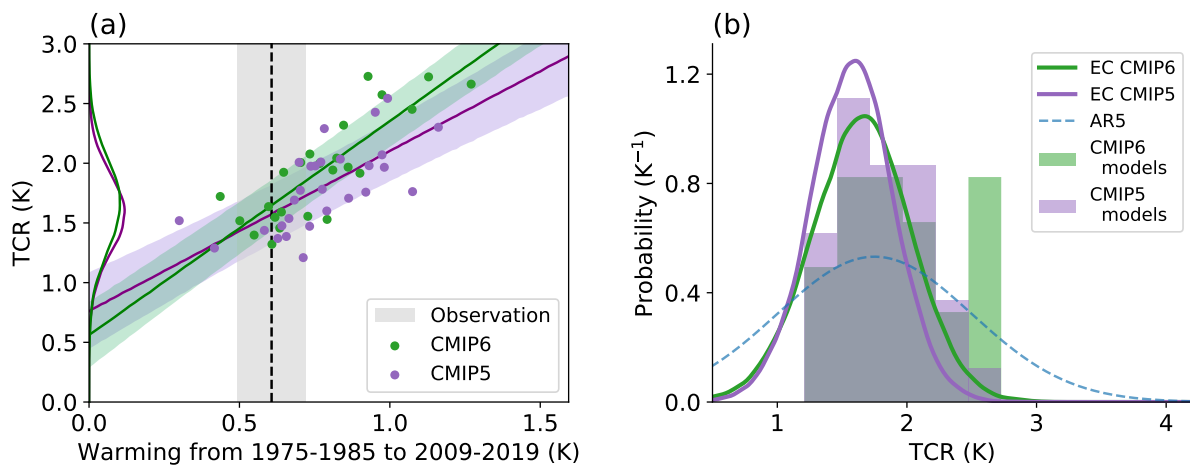 (a)
3.0
2.5
2.0
1.5
1.0
0.5
0.0
TCR (K)
Observation
CMIP6
CMIP5
0.0 0.5 1.0 1.5
Warming from 1975-1985 to 2009-2019 (K)
(b)
1.2
0.8
0.4
0.0
Probability (K⁻¹)
EC CMIP6
EC CMIP5
AR5
CMIP6
models
CMIP5
models
1 2 3 4
TCR (K)